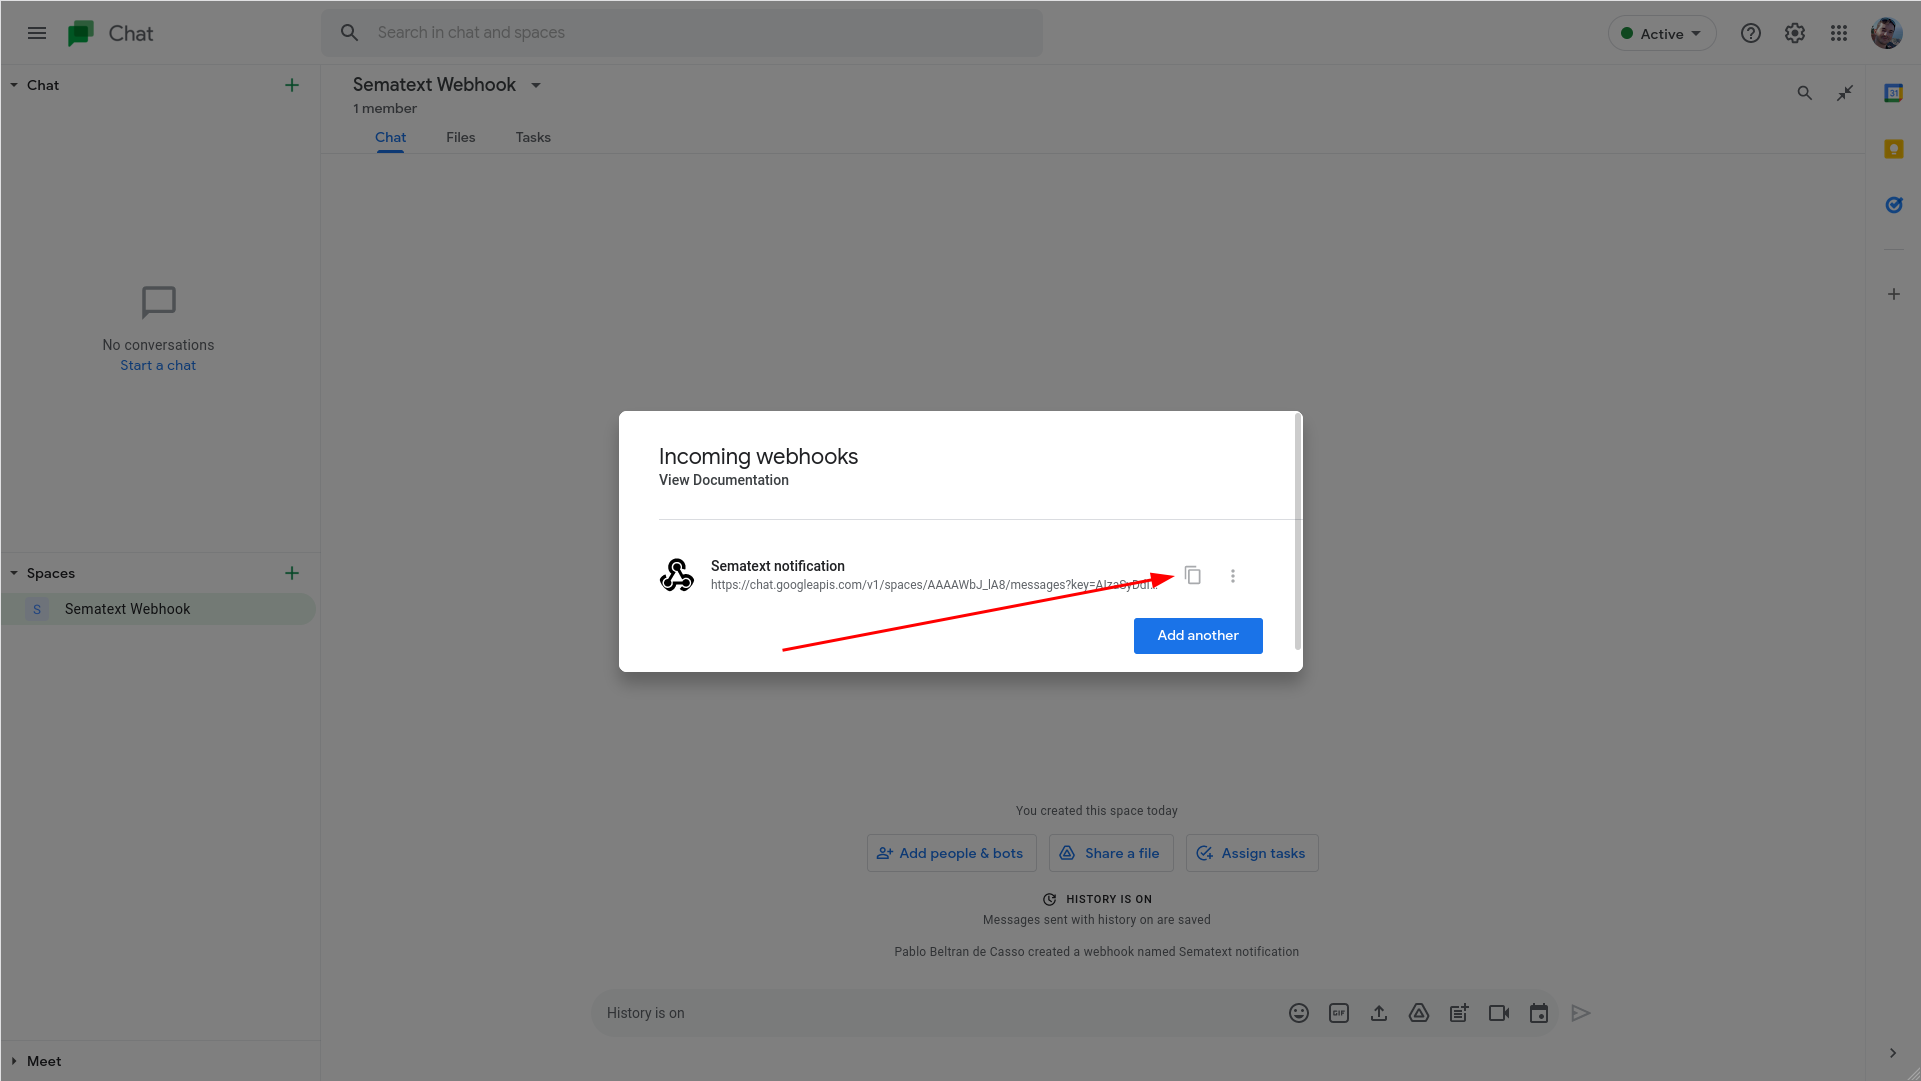 Chat
Search in chat and spaces
Active
Chat
Sematext Webhook
1 member
Chat Files Tasks
31
No conversations
Start a chat
Incoming webhooks
View Documentation
Sematext notification
https://chat.googleapis.com/v1/spaces/AAAAWbJ_lA8/messages?key=AIzaSyDdI...
Add another
Spaces
S Sematext Webhook
You created this space today
Add people & bots Share a file Assign tasks
HISTORY IS ON
Messages sent with history on are saved
Pablo Beltran de Casso created a webhook named Sematext notification
History is on
GIF
Meet